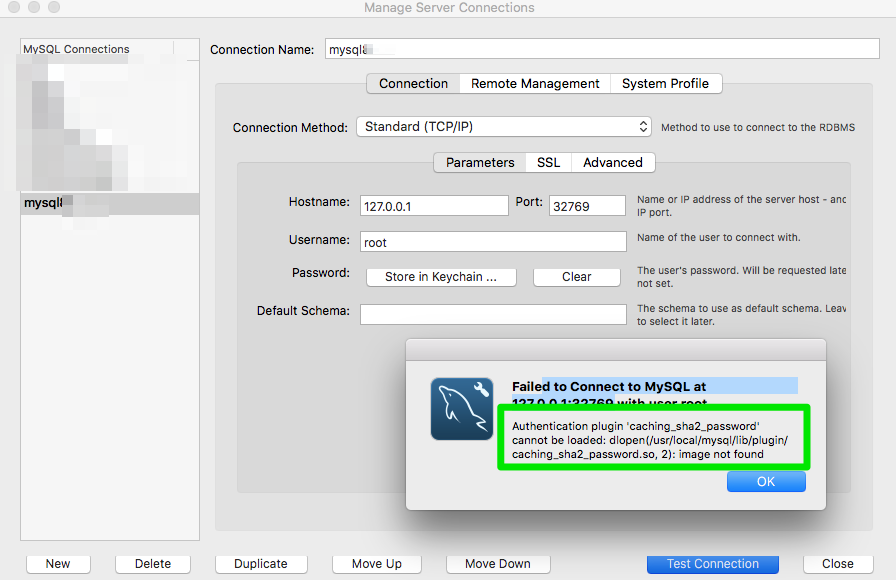 Manage Server Connections
MySQL Connections
Connection Name:
mysql
Connection
Remote Management
System Profile
Connection Method:
Standard (TCP/IP)
Method to use to connect to the RDBMS
Parameters
SSL
Advanced
Hostname:
127.0.0.1
Port:
32769
Name or IP address of the server host - and
IP port.
mysql
Username:
root
Name of the user to connect with.
Password:
Store in Keychain ...
Clear
The user's password. Will be requested late
not set.
Default Schema:
The schema to use as default schema. Leav
to select it later.
Failed to Connect to MySQL at
127.0.0.1:32769 with user root
Authentication plugin 'caching_sha2_password'
cannot be loaded: dlopen(/usr/local/mysql/lib/plugin/
caching_sha2_password.so, 2): image not found
OK
New
Delete
Duplicate
Move Up
Move Down
Test Connection
Close